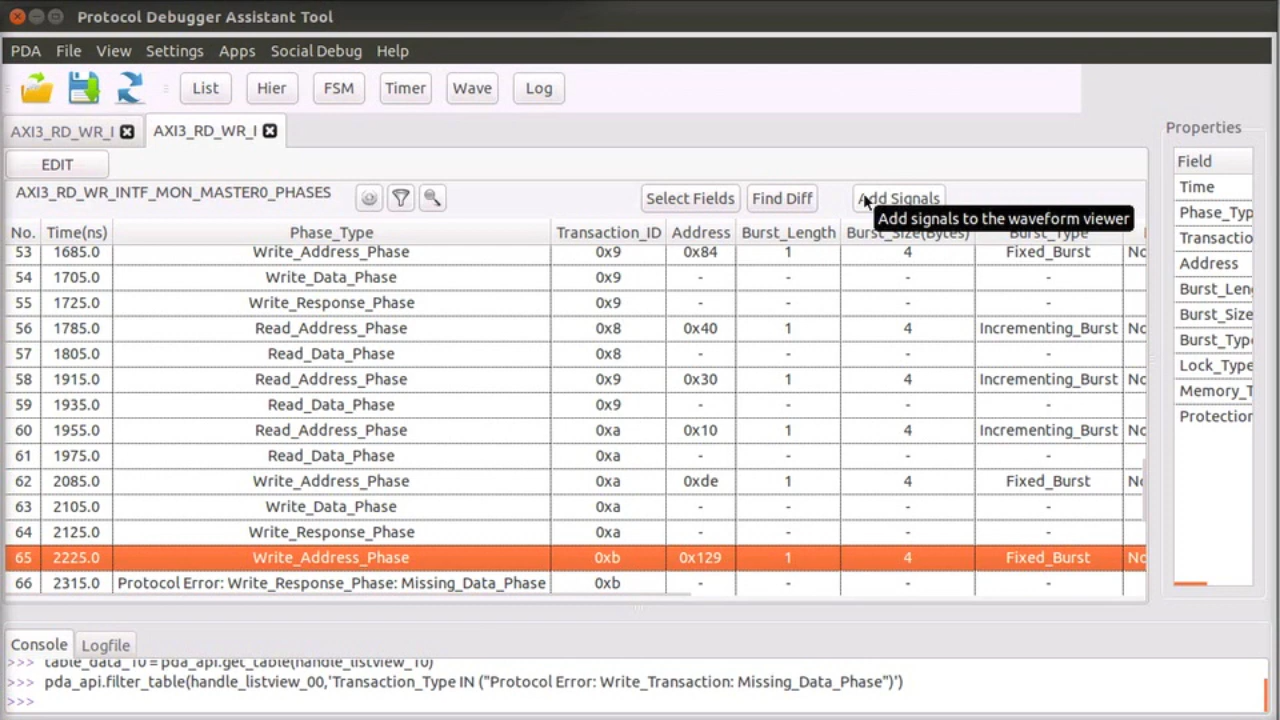 Protocol Debugger Assistant Tool
PDA File View Settings Apps Social Debug Help
List Hier FSM Timer Wave Log
AXI3_RD_WR_I AXI3_RD_WR_I
EDIT
AXI3_RD_WR_INTF_MON_MASTER0_PHASES Select Fields Find Diff Add Signals
Add signals to the waveform viewer
No. Time(ns) Phase_Type Transaction_ID Address Burst_Length Burst_Size(Bytes) Burst_Type
53 1685.0 Write_Address_Phase 0x9 0x84 1 4 Fixed_Burst No
54 1705.0 Write_Data_Phase 0x9 - - - -
55 1725.0 Write_Response_Phase 0x9 - - - -
56 1785.0 Read_Address_Phase 0x8 0x40 1 4 Incrementing_Burst No
57 1805.0 Read_Data_Phase 0x8 - - - -
58 1915.0 Read_Address_Phase 0x9 0x30 1 4 Incrementing_Burst No
59 1935.0 Read_Data_Phase 0x9 - - - -
60 1955.0 Read_Address_Phase 0xa 0x10 1 4 Incrementing_Burst No
61 1975.0 Read_Data_Phase 0xa - - - -
62 2085.0 Write_Address_Phase 0xa 0xde 1 4 Fixed_Burst No
63 2105.0 Write_Data_Phase 0xa - - - -
64 2125.0 Write_Response_Phase 0xa - - - -
65 2225.0 Write_Address_Phase 0xb 0x129 1 4 Fixed_Burst No
66 2315.0 Protocol Error: Write_Response_Phase: Missing_Data_Phase 0xb - - - -
Properties
Field
Time
Phase_Typ
Transactio
Address
Burst_Leng
Burst_Size
Burst_Type
Lock_Type
Memory_T
Protection
Console Logfile
>>> table_data_10 = pda_api.get_table(handle_listview_10)
>>> pda_api.filter_table(handle_listview_00,'Transaction_Type IN ("Protocol Error: Write_Transaction: Missing_Data_Phase")')
>>>